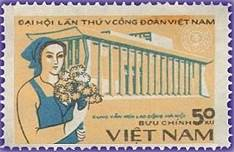 ĐẠI HỘI LẦN THỨ V CÔNG ĐOÀN VIỆT NAM
CUNG VĂN HÓA LAO ĐỘNG HÀ NỘI
BƯU CHÍNH
50 XU
VIỆT NAM